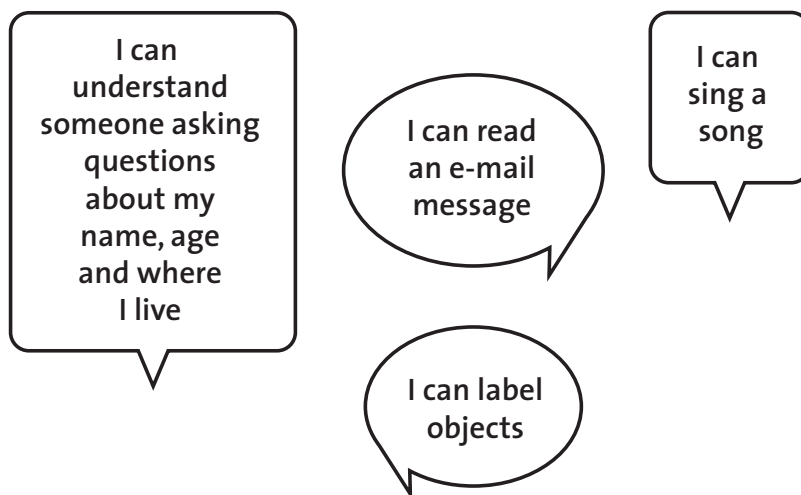 I can
understand
someone asking
questions
about my
name, age
and where
I live
I can read
an e-mail
message
I can
sing a
song
I can label
objects